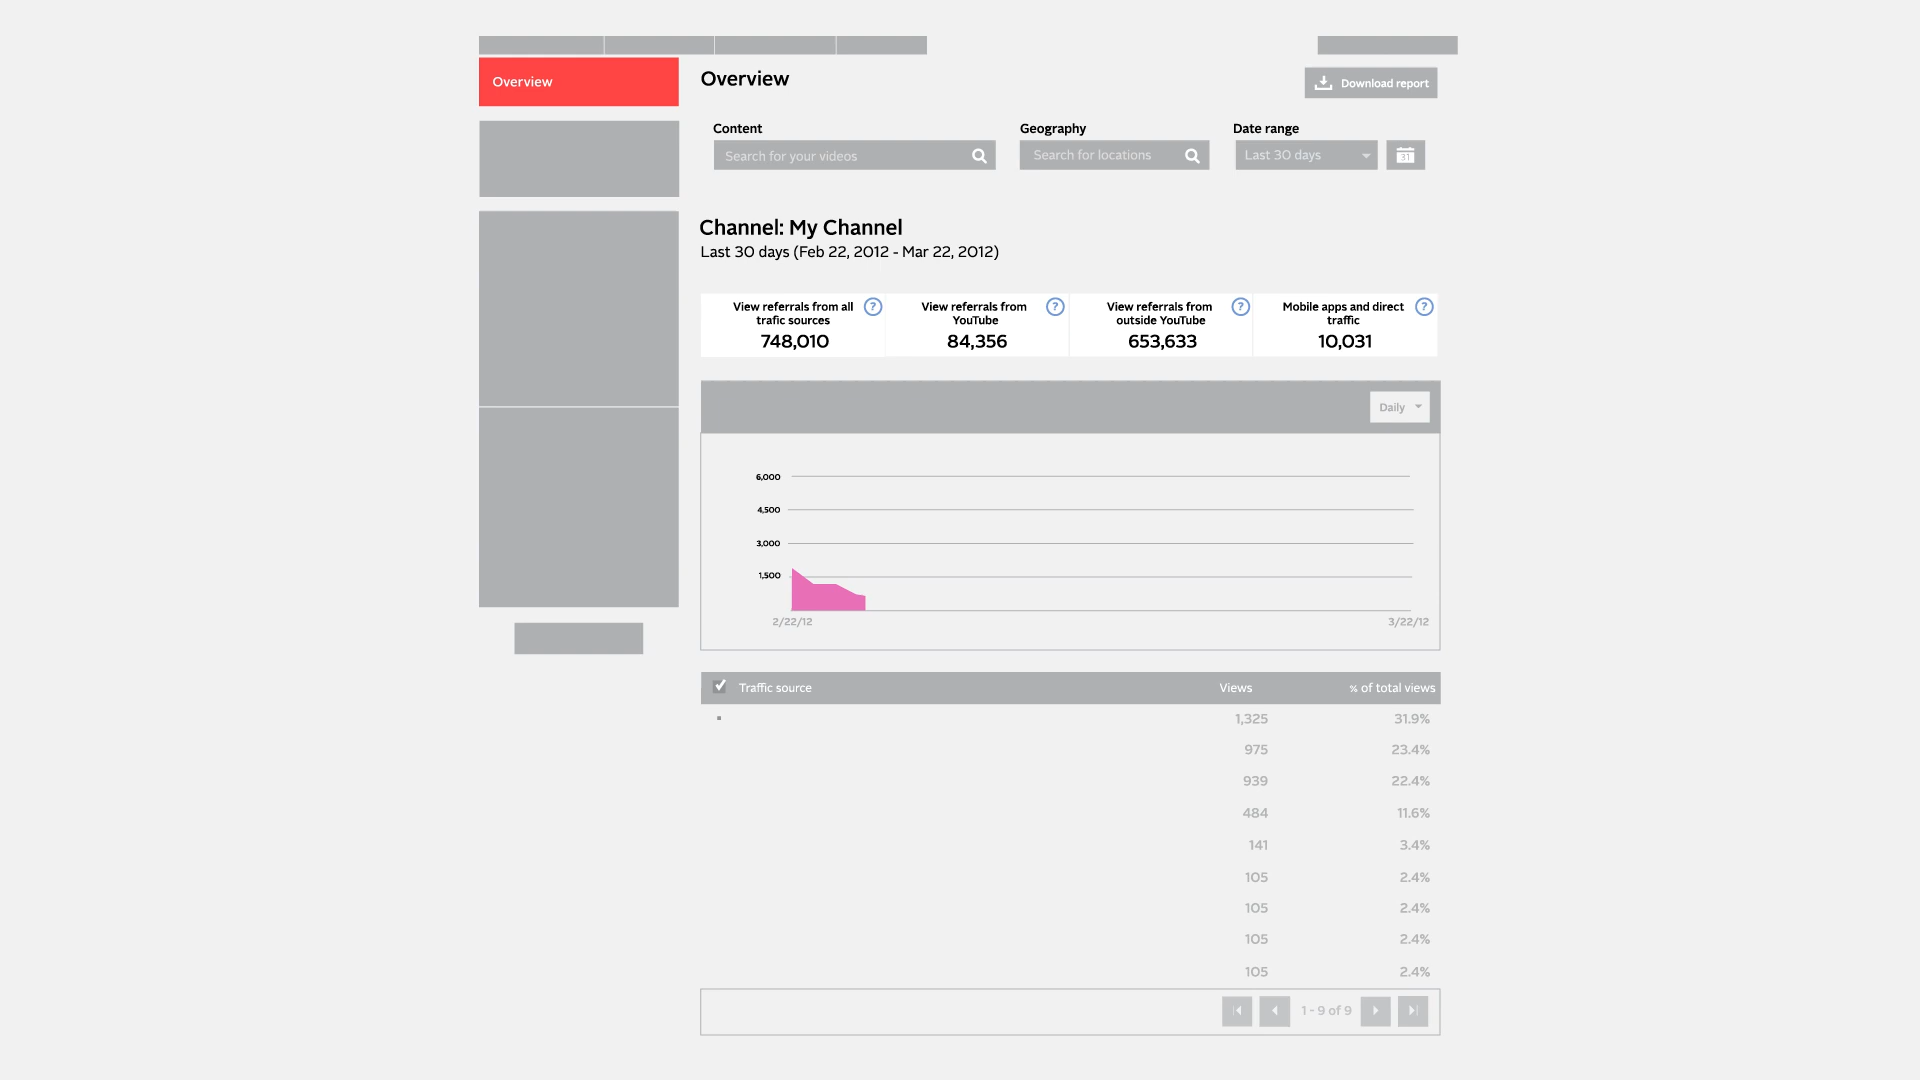 Overview
Overview
Download report
Content
Geography
Date range
Search for your videos
Search for locations
Last 30 days
31
Channel: My Channel
Last 30 days (Feb 22, 2012 - Mar 22, 2012)
View referrals from all
trafic sources
748,010
?
View referrals from
YouTube
84,356
?
View referrals from
outside YouTube
653,633
?
Mobile apps and direct
traffic
10,031
?
Daily
6,000
4,500
3,000
1,500
2/22/12
3/22/12
Traffic source Views % of total views
1,325 31.9%
975 23.4%
939 22.4%
484 11.6%
141 3.4%
105 2.4%
105 2.4%
105 2.4%
105 2.4%
1 - 9 of 9